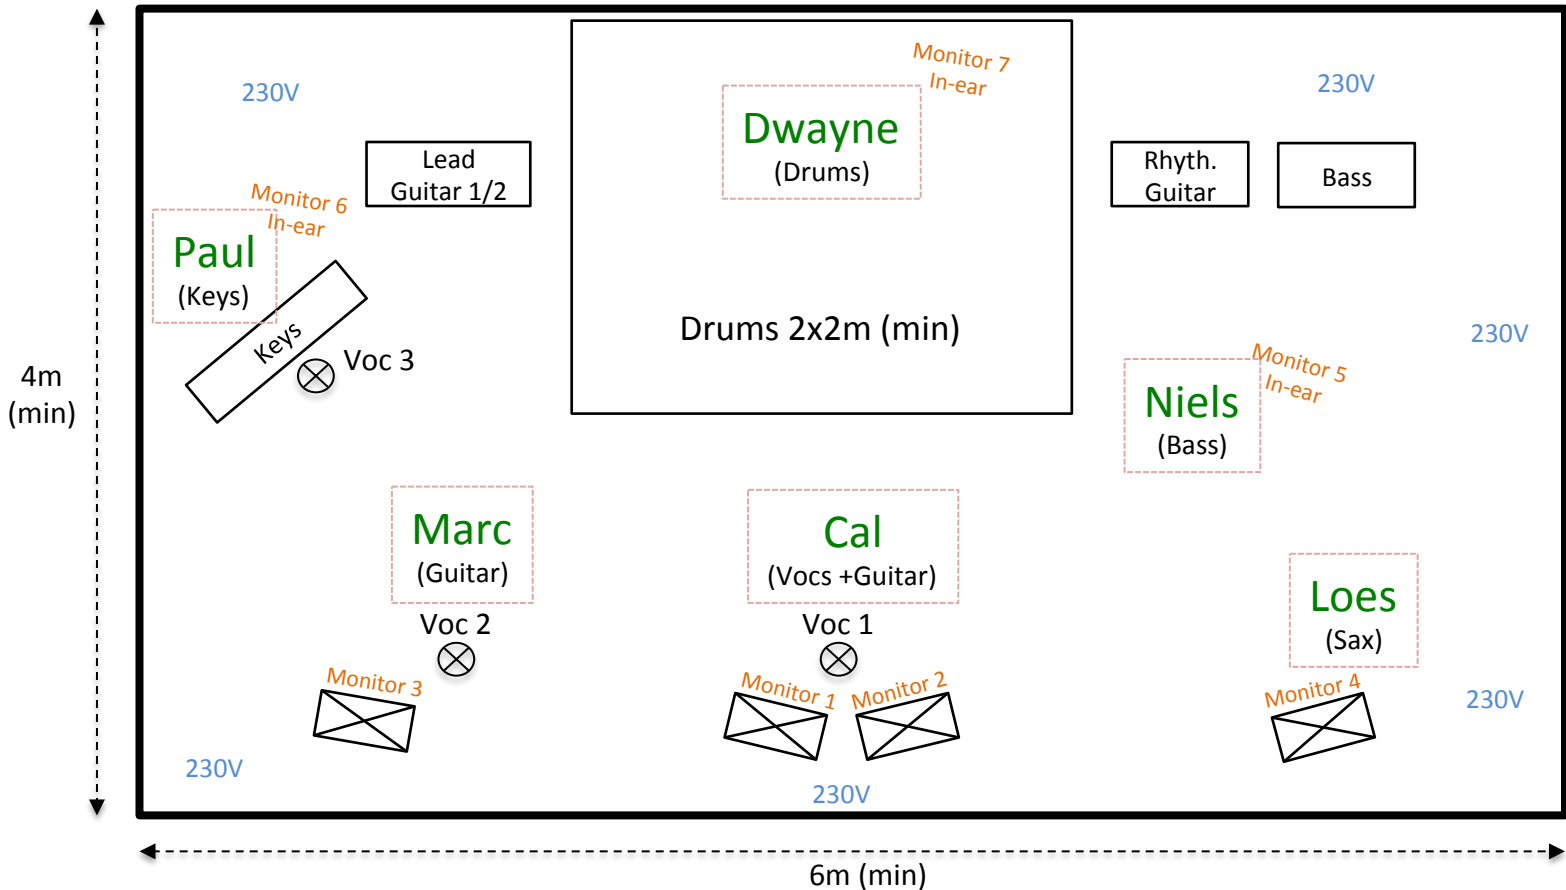 Monitor 7
In-ear
230V
230V
Dwayne
(Drums)
Lead
Guitar 1/2
Rhyth.
Guitar
Bass
Monitor 6
In-ear
Paul
(Keys)
Keys
Voc 3
Drums 2x2m (min)
230V
Monitor 5
In-ear
Niels
(Bass)
4m
(min)
Marc
(Guitar)
Voc 2
Cal
(Vocs +Guitar)
Voc 1
Loes
(Sax)
Monitor 3
Monitor 1
Monitor 2
Monitor 4
230V
230V
230V
6m (min)